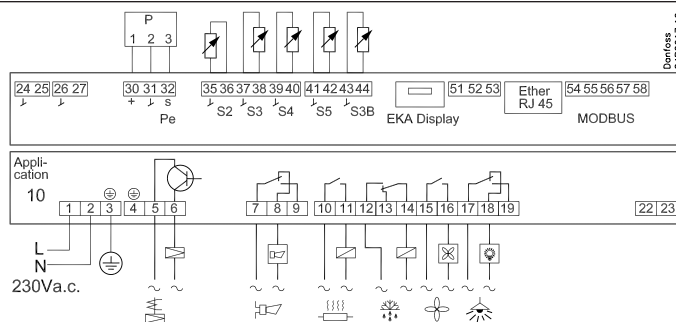 P
1 2 3
Danfoss
24 25 26 27
30 31 32
+ s
Pe
35 36 37 38 39 40 41 42 43 44
S2 S3 S4 S5 S3B
EKA Display
51 52 53
Ether
RJ 45
54 55 56 57 58
MODBUS
Appli-
cation
10
1 2 3 4 5 6 7 8 9 10 11 12 13 14 15 16 17 18 19 22 23
L
N
230Va.c.